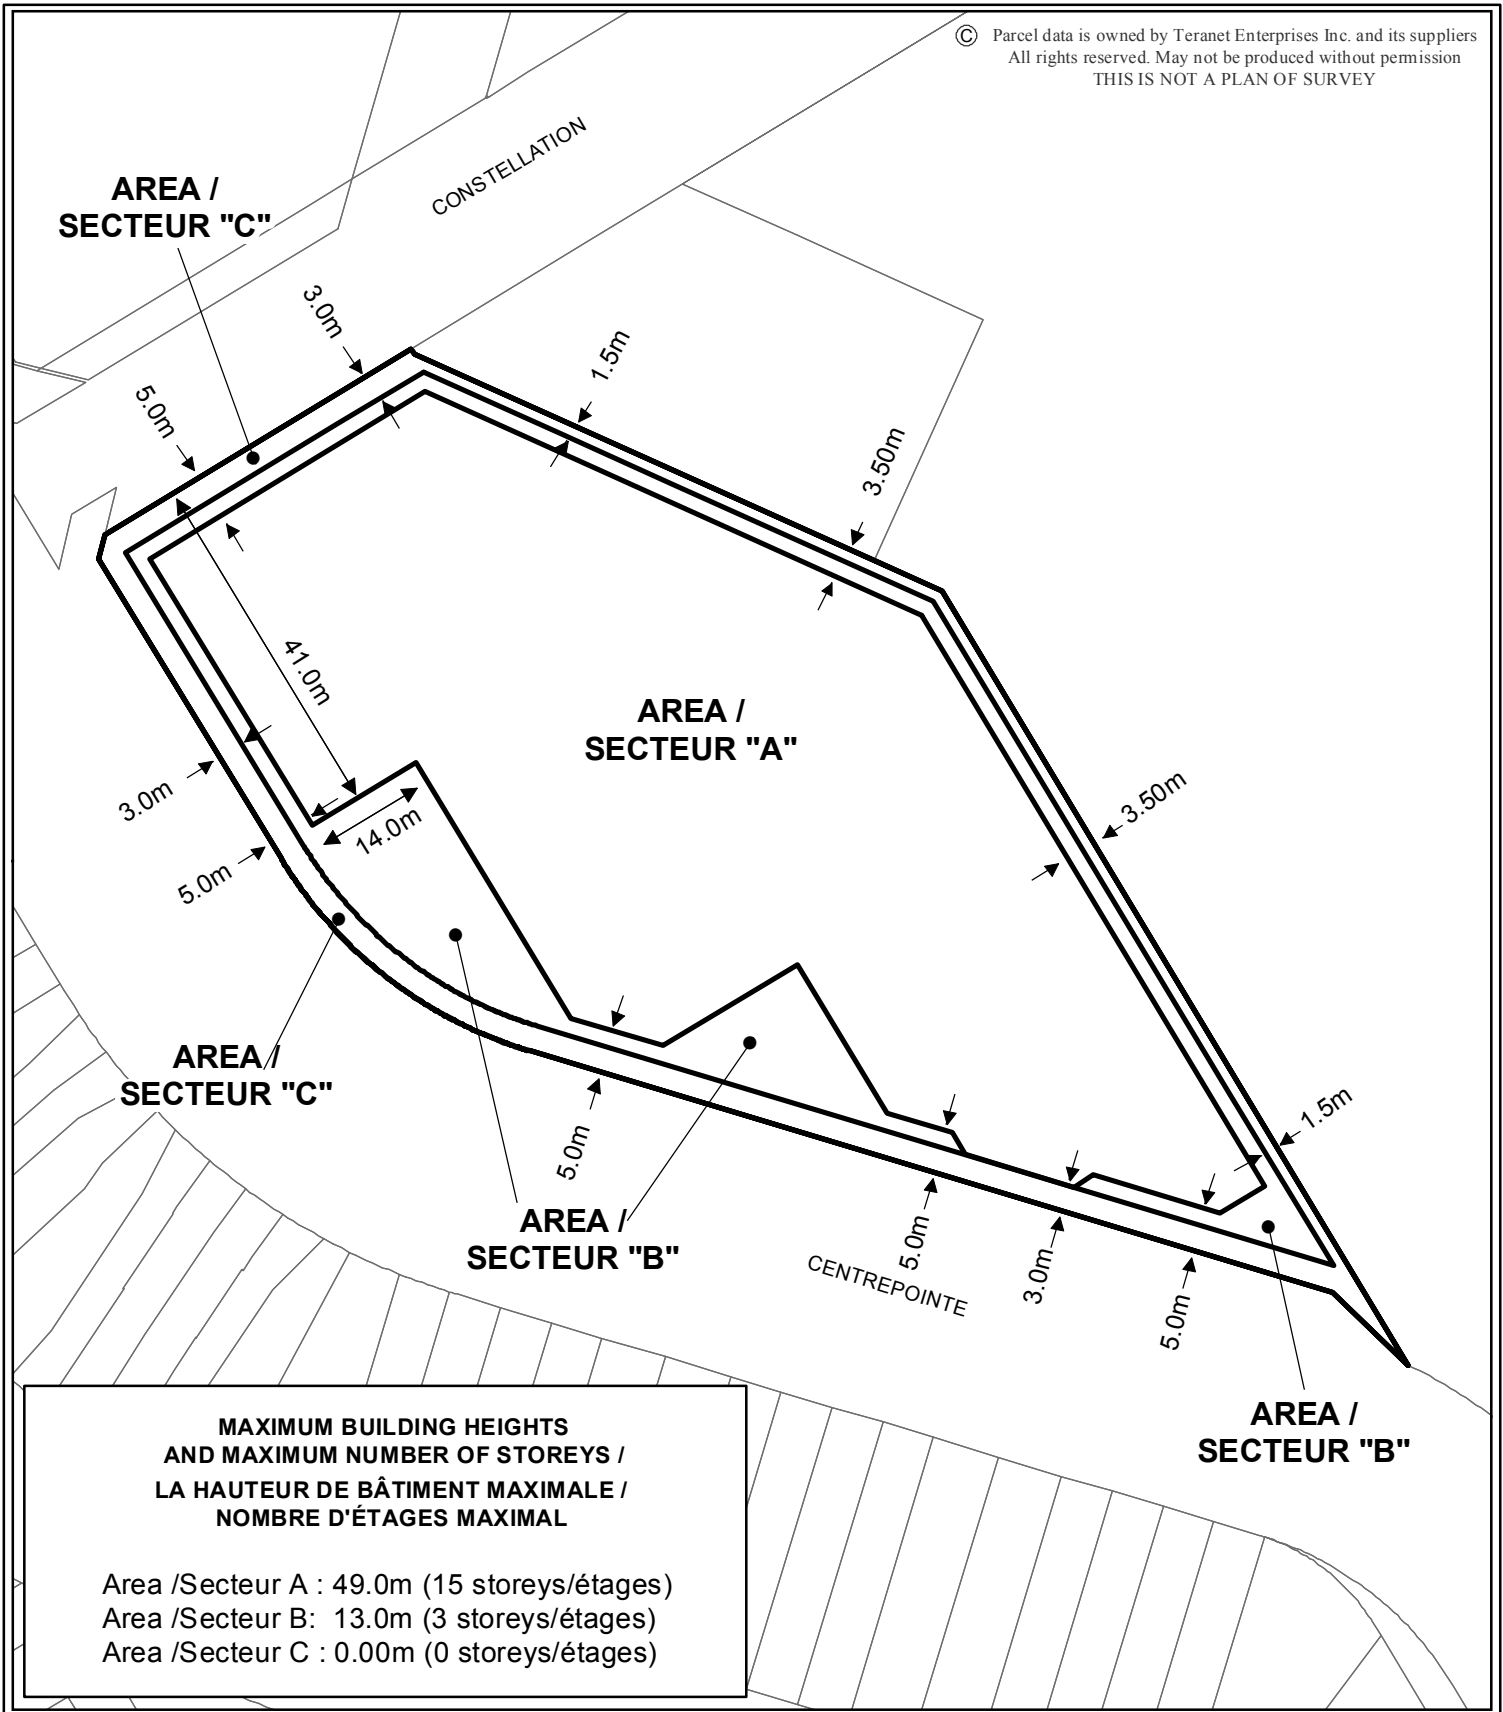 © Parcel data is owned by Teranet Enterprises Inc. and its suppliers
All rights reserved. May not be produced without permission
THIS IS NOT A PLAN OF SURVEY
CONSTELLATION
AREA /
SECTEUR "C"
3.0m
5.0m
1.5m
3.50m
41.0m
AREA /
SECTEUR "A"
3.0m
14.0m
3.50m
5.0m
AREA /
SECTEUR "C"
5.0m
1.5m
AREA /
SECTEUR "B"
5.0m
3.0m
5.0m
CENTREPOINTE
AREA /
SECTEUR "B"
MAXIMUM BUILDING HEIGHTS
AND MAXIMUM NUMBER OF STOREYS /
LA HAUTEUR DE BÂTIMENT MAXIMALE /
NOMBRE D'ÉTAGES MAXIMAL
Area /Secteur A : 49.0m (15 storeys/étages)
Area /Secteur B: 13.0m (3 storeys/étages)
Area /Secteur C : 0.00m (0 storeys/étages)